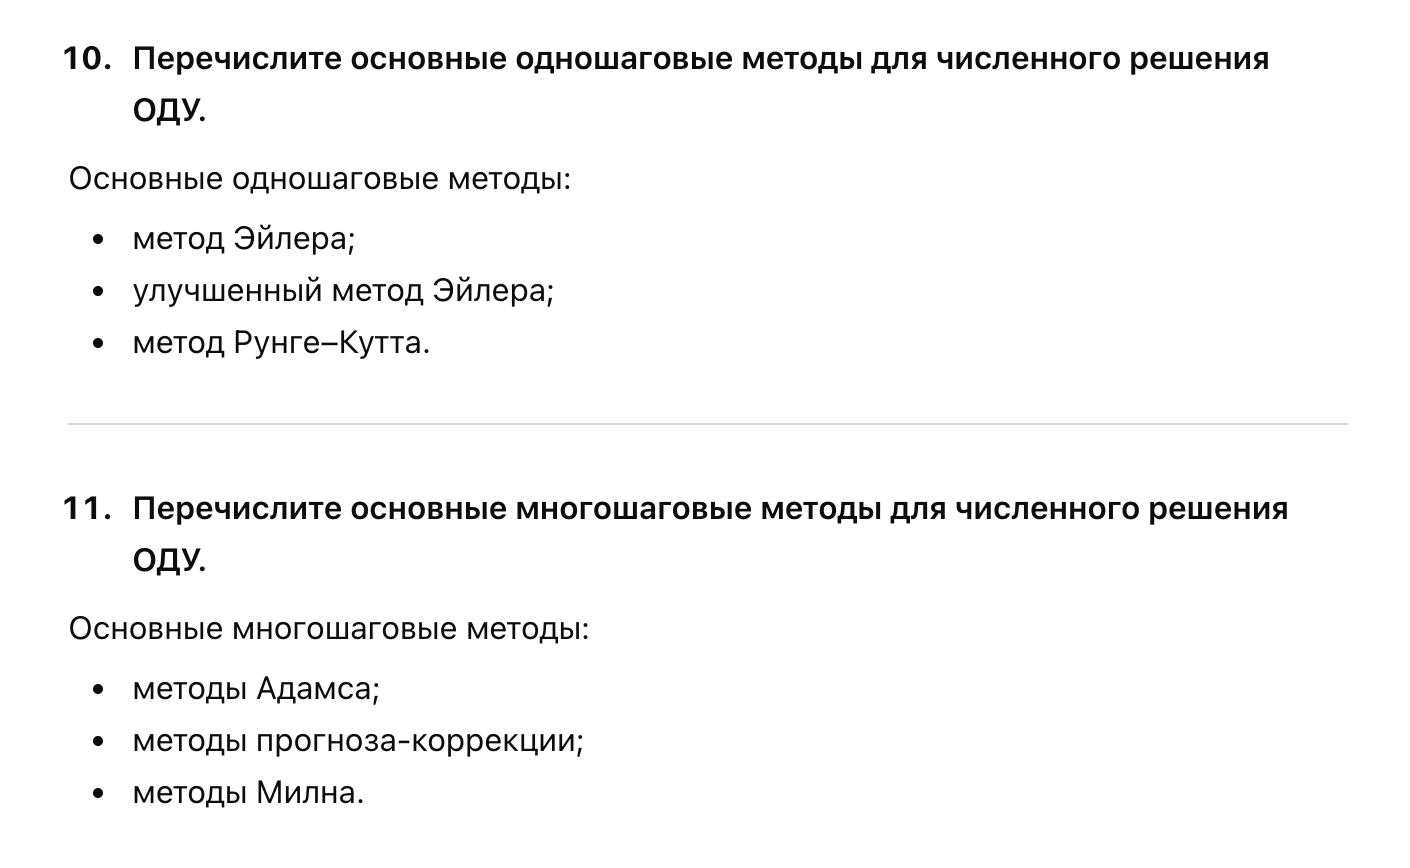 10. Перечислите основные одношаговые методы для численного решения
ОДУ.
Основные одношаговые методы:
• метод Эйлера;
• улучшенный метод Эйлера;
• метод Рунге–Кутта.
11. Перечислите основные многошаговые методы для численного решения
ОДУ.
Основные многошаговые методы:
• методы Адамса;
• методы прогноза-коррекции;
• методы Милна.